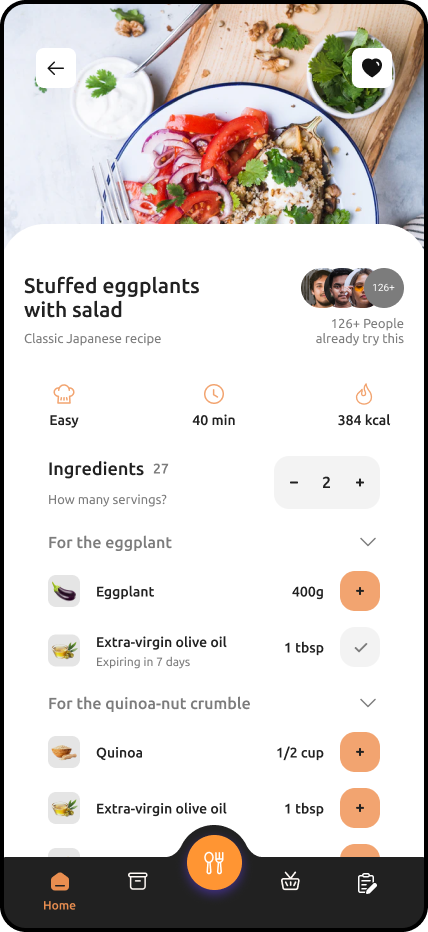 Stuffed eggplants
with salad
126+
Classic Japanese recipe
126+ People
already try this
Easy
40 min
384 kcal
Ingredients 27
How many servings?
− 2 +
For the eggplant
Eggplant 400g +
Extra-virgin olive oil 1 tbsp
Expiring in 7 days
For the quinoa-nut crumble
Quinoa 1/2 cup +
Extra-virgin olive oil 1 tbsp +
Home